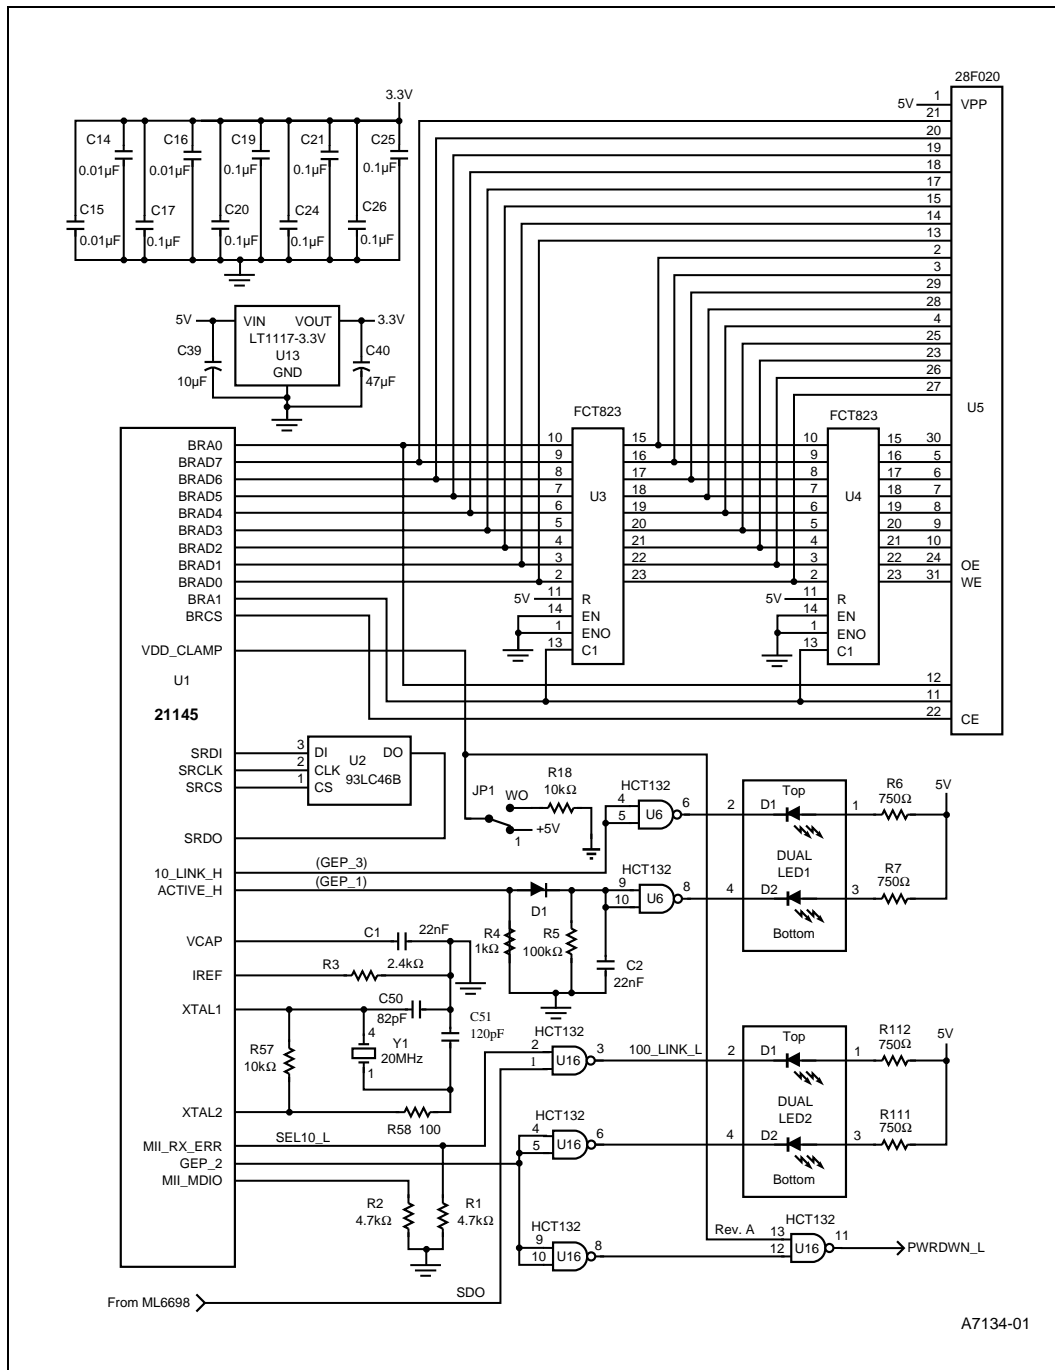 28F020
3.3V
5V 1 VPP
21
20
19
18
17
15
14
13
2
3
29
28
4
25
23
26
27
U5
C14 C16 C19 C21 C25
0.01µF 0.01µF 0.1µF 0.1µF 0.1µF
C15 C17 C20 C24 C26
0.01µF 0.1µF 0.1µF 0.1µF 0.1µF
5V VIN VOUT 3.3V
LT1117-3.3V
U13
GND
C39
10µF
C40
47µF
FCT823 FCT823
BRA0 10 15 10 15 30
BRAD7 9 16 9 16 5
BRAD6 8 17 8 17 6
BRAD5 7 18 7 18 7
BRAD4 6 19 6 19 8
BRAD3 5 20 5 20 9
BRAD2 4 21 4 21 10
BRAD1 3 22 3 22 24 OE
BRAD0 2 23 2 23 31 WE
U3 U4
BRA1 5V 11 R 5V 11 R
BRCS 14 EN 14 EN
1 ENO 1 ENO
13 C1 13 C1
VDD_CLAMP
U1
21145
12
11
22 CE
SRDI 3 DI U2 DO
SRCLK 2 CLK 93LC46B
SRCS 1 CS
SRDO
JP1 WO R18
10kΩ
+5V
1
HCT132
4
5
U6
6
2 D1 Top 1 R6
750Ω
5V
DUAL
LED1
10_LINK_H (GEP_3)
ACTIVE_H (GEP_1)
D1
HCT132
9
10
U6
8
4 D2 3 R7
750Ω
Bottom
R4
1kΩ
R5
100kΩ
C2
22nF
VCAP C1 22nF
IREF R3 2.4kΩ
XTAL1 C50
82pF
C51
120pF
R57
10kΩ
4
Y1
20MHz
1
XTAL2 R58 100
HCT132
2
1
U16
3
100_LINK_L
2 D1 Top 1 R112
750Ω
5V
DUAL
LED2
MII_RX_ERR SEL10_L
GEP_2
MII_MDIO
HCT132
4
5
U16
6
4 D2 3 R111
750Ω
Bottom
R2
4.7kΩ
R1
4.7kΩ
HCT132
9
10
U16
8
Rev. A
HCT132
13
12
U16
11
PWRDWN_L
SDO
From ML6698
A7134-01